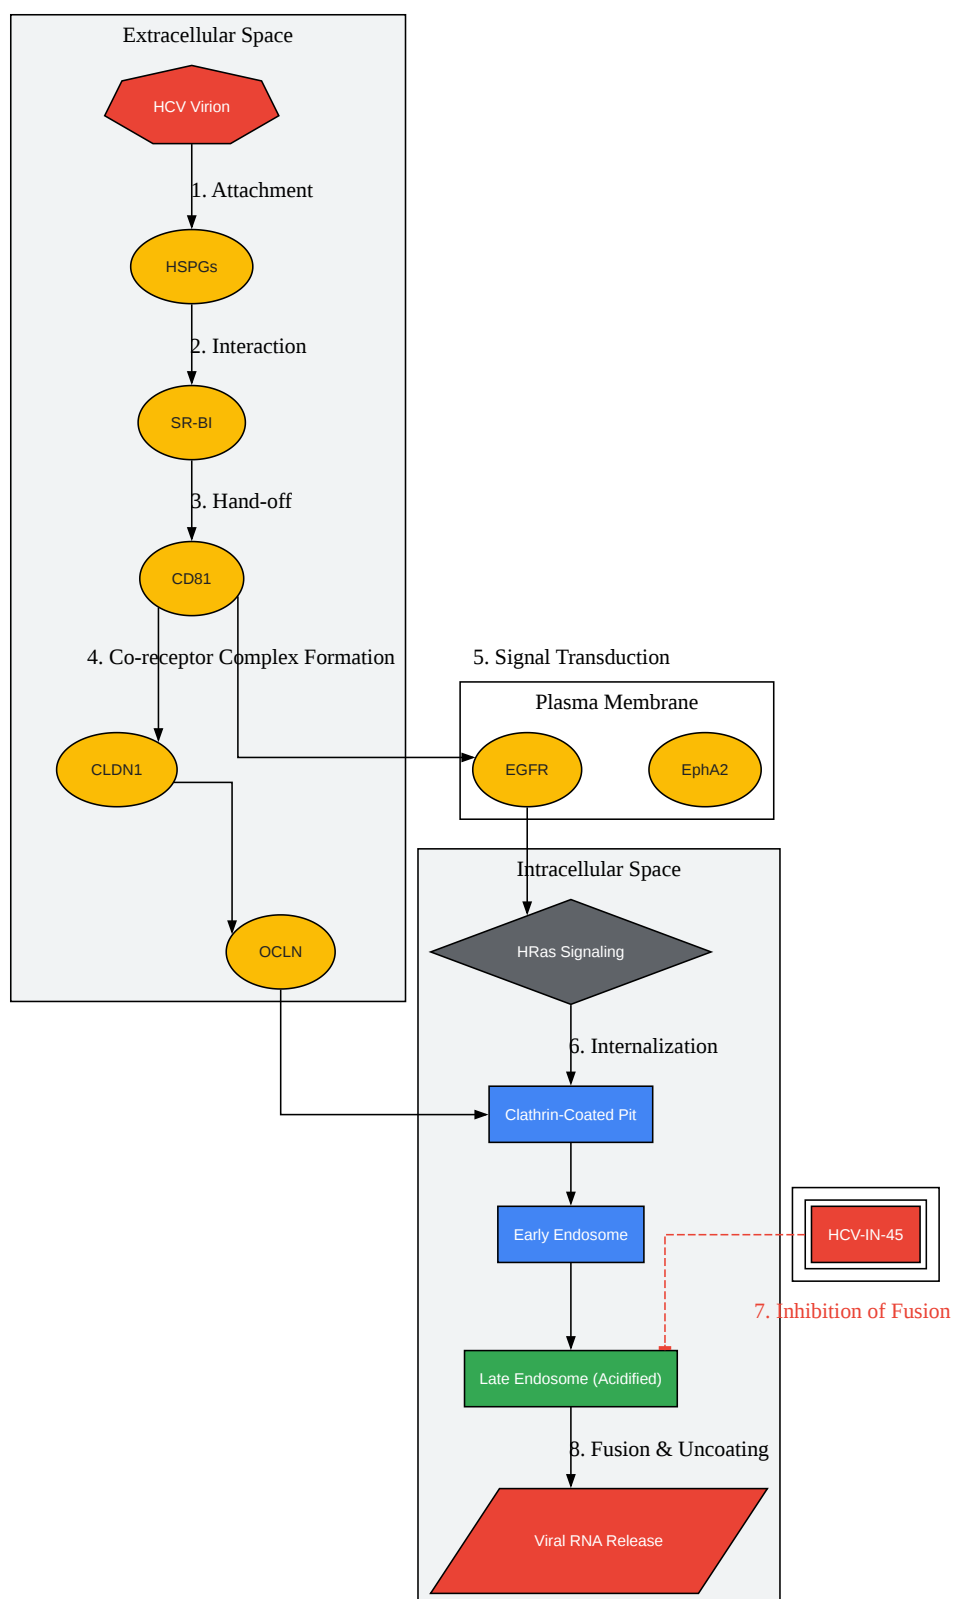 Extracellular Space
HCV Virion
1. Attachment
HSPGs
2. Interaction
SR-BI
3. Hand-off
CD81
4. Co-receptor Complex Formation
5. Signal Transduction
Plasma Membrane
CLDN1
EGFR
EphA2
Intracellular Space
OCLN
HRas Signaling
6. Internalization
Clathrin-Coated Pit
Early Endosome
HCV-IN-45
7. Inhibition of Fusion
Late Endosome (Acidified)
8. Fusion & Uncoating
Viral RNA Release